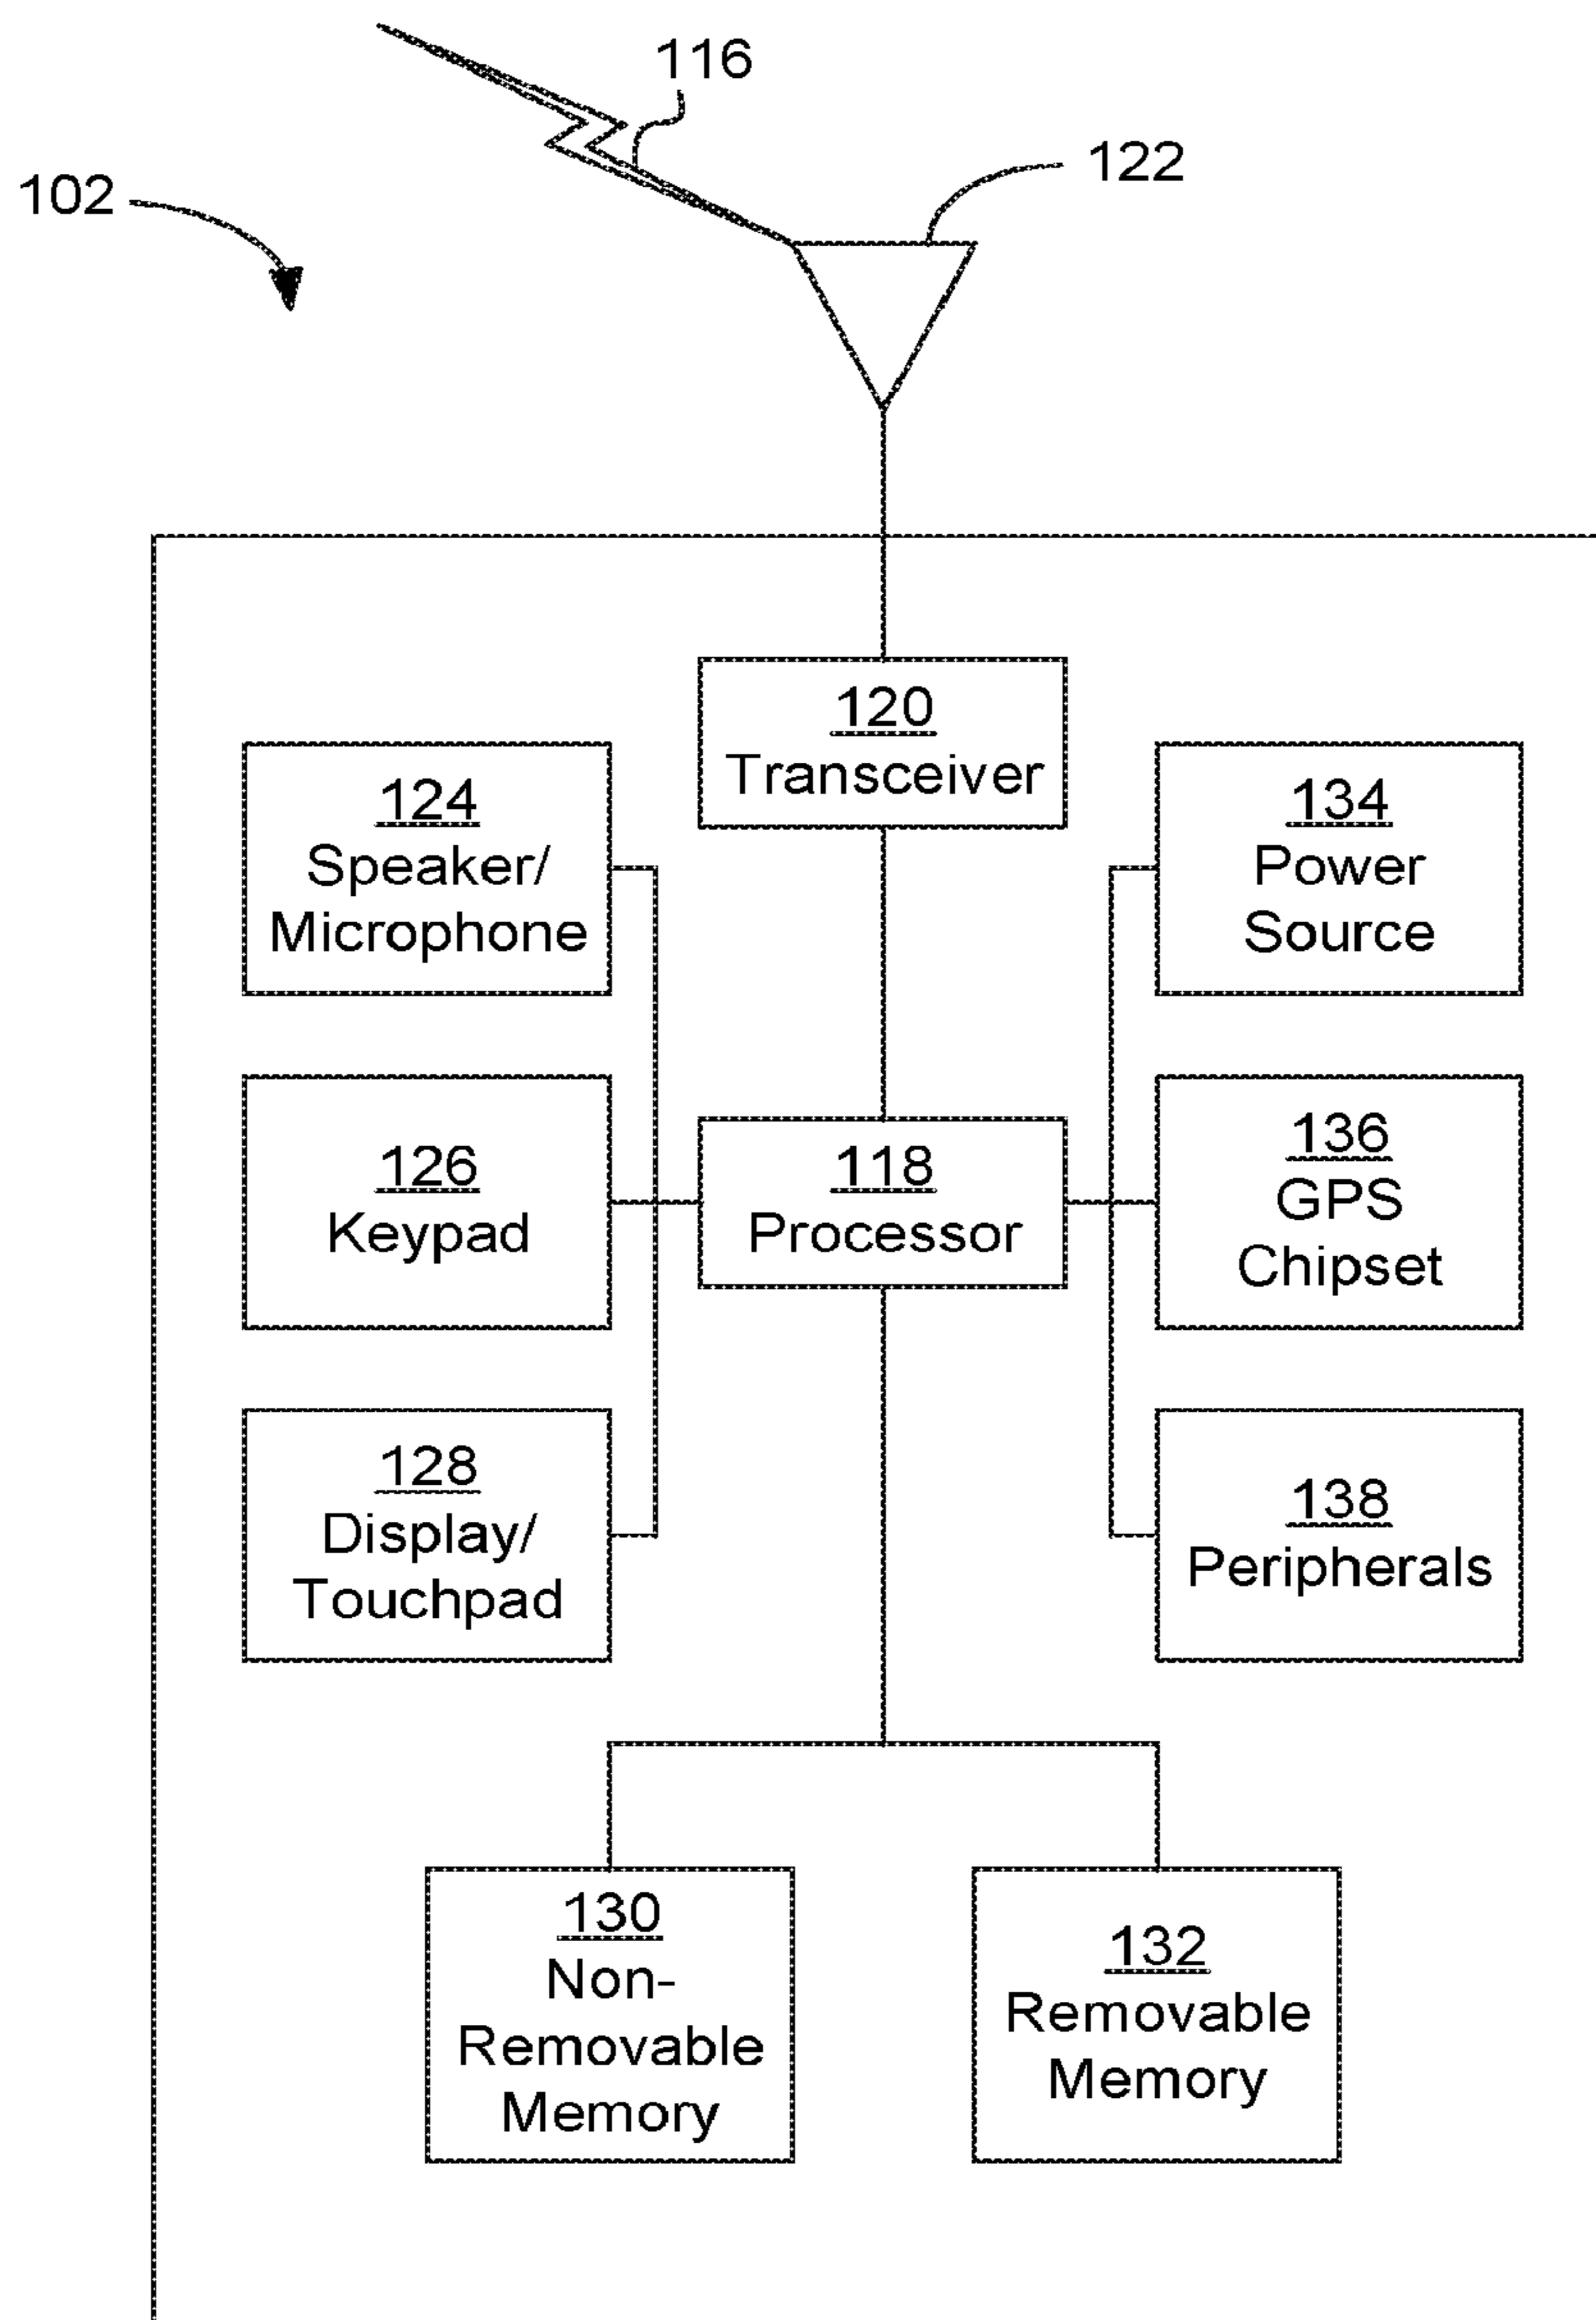 116
122
102
120
Transceiver
124
Speaker/
Microphone
134
Power
Source
126
Keypad
118
Processor
136
GPS
Chipset
128
Display/
Touchpad
138
Peripherals
130
Non-
Removable
Memory
132
Removable
Memory